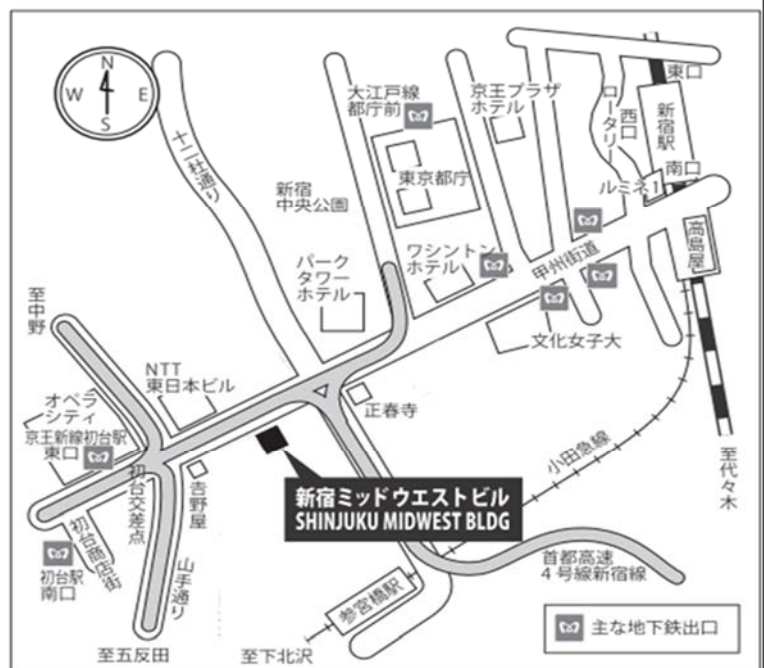 N
W E
S
十二社通り
大江戸線
都庁前
京王プラザ
ホテル
ロータリー
西口
東口
新宿駅
南口
ルミネ1
高島屋
東京都庁
新宿
中央公園
パーク
タワー
ホテル
ワシントン
ホテル
甲州街道
文化女子大
至中野
NTT
東日本ビル
オペラ
シティ
京王新線初台駅
東口
初台交差点
吉野屋
正春寺
小田急線
至代々木
新宿ミッドウエストビル
SHINJUKU MIDWEST BLDG
初台商店街
初台駅
南口
山手通り
至五反田
至下北沢
参宮橋駅
首都高速
4号線新宿線
主な地下鉄出口